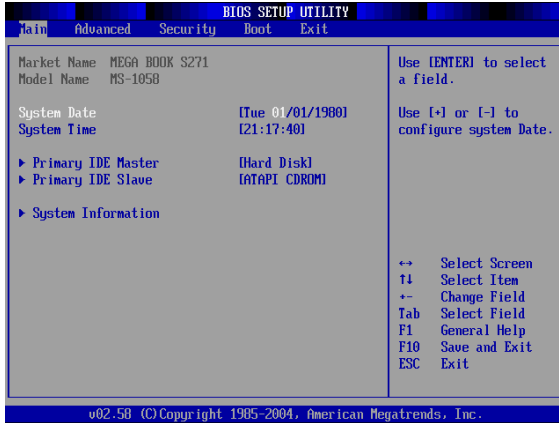 BIOS SETUP UTILITY
Main Advanced Security Boot Exit
Market Name MEGA BOOK S271
Model Name MS-1058
System Date [Tue 01/01/1980]
System Time [21:17:40]
▶ Primary IDE Master [Hard Disk]
▶ Primary IDE Slave [ATAPI CDROM]
▶ System Information
Use [ENTER] to select
a field.
Use [+] or [-] to
configure system Date.
↔ Select Screen
↑↓ Select Item
+- Change Field
Tab Select Field
F1 General Help
F10 Save and Exit
ESC Exit
v02.58 (C)Copyright 1985-2004, American Megatrends, Inc.